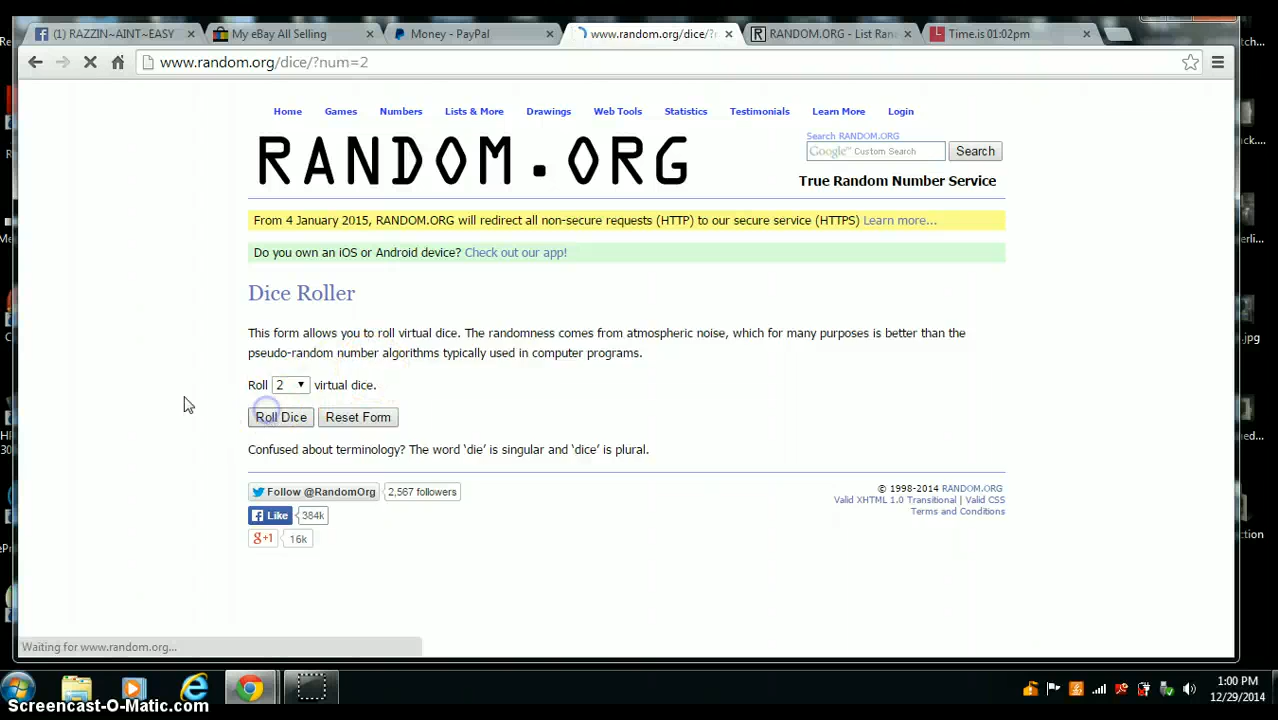 (1) RAZZIN~AINT~EASY
My eBay All Selling
Money - PayPal
www.random.org/dice/?
RANDOM.ORG - List Ran
Time.is 01:02pm
www.random.org/dice/?num=2
Home Games Numbers Lists & More Drawings Web Tools Statistics Testimonials Learn More Login
RANDOM.ORG
Search RANDOM.ORG
Google™ Custom Search Search
True Random Number Service
From 4 January 2015, RANDOM.ORG will redirect all non-secure requests (HTTP) to our secure service (HTTPS) Learn more...
Do you own an iOS or Android device? Check out our app!
Dice Roller
This form allows you to roll virtual dice. The randomness comes from atmospheric noise, which for many purposes is better than the
pseudo-random number algorithms typically used in computer programs.
Roll 2 virtual dice.
Roll Dice Reset Form
Confused about terminology? The word ‘die’ is singular and ‘dice’ is plural.
Follow @RandomOrg 2,567 followers
Like 384k
g+1 16k
© 1998-2014 RANDOM.ORG
Valid XHTML 1.0 Transitional | Valid CSS
Terms and Conditions
Waiting for www.random.org...
1:00 PM
12/29/2014
Screencast-O-Matic.com